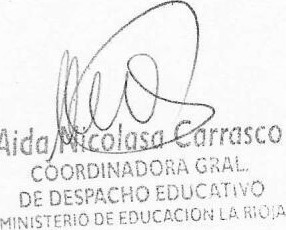 Aida Nicolasa Carrasco
COORDINADORA GRAL.
DE DESPACHO EDUCATIVO
MINISTERIO DE EDUCACION LA RIOJA